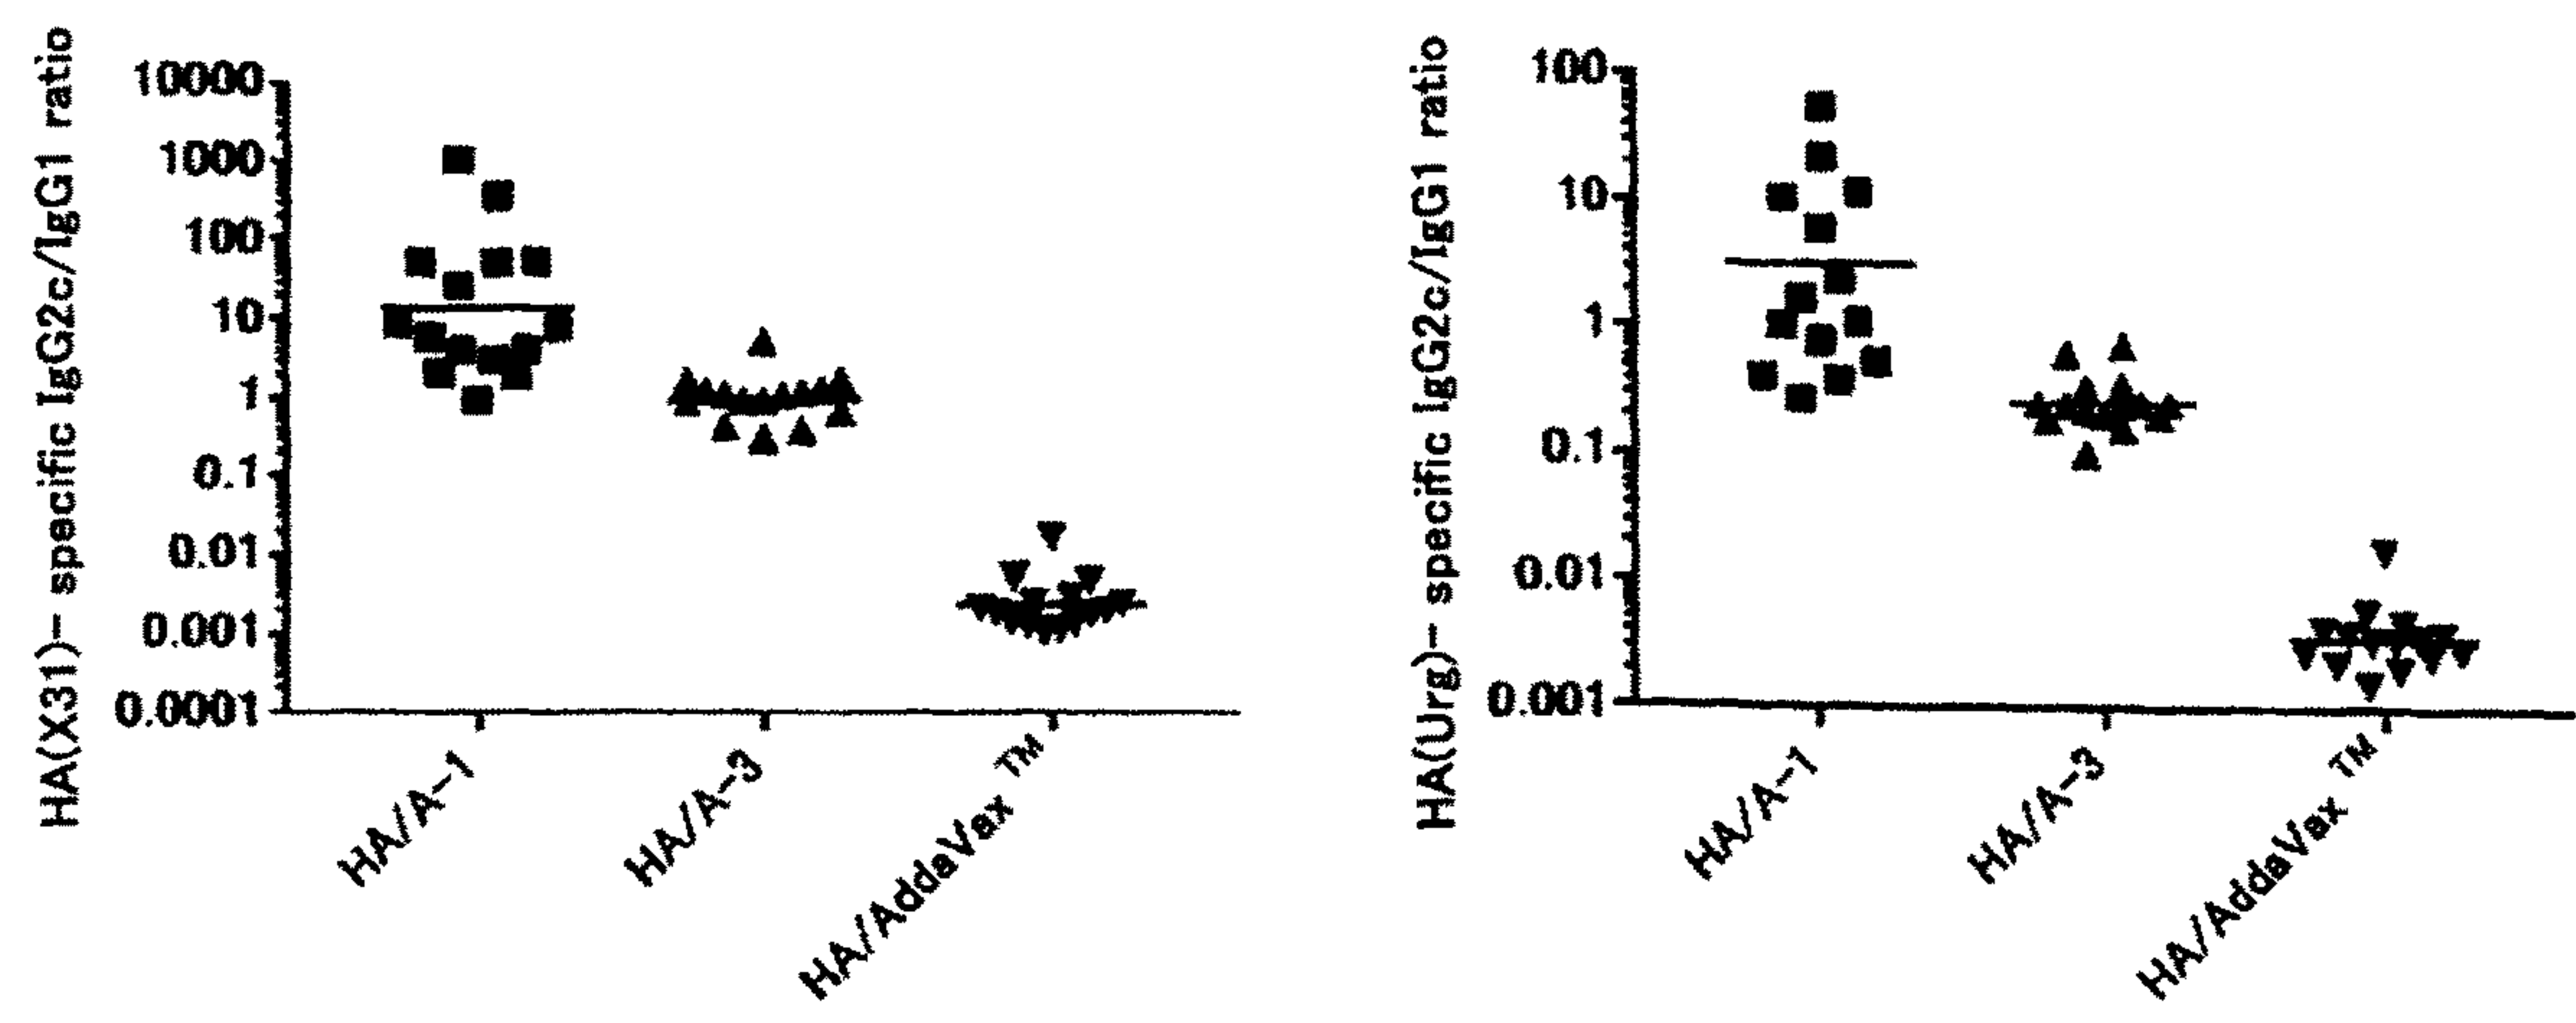 HA(X31)- specific IgG2c/IgG1 ratio
10000
1000
100
10
1
0.1
0.01
0.001
0.0001
HA/A-1
HA/A-3
HA/AddaVax TM
HA(Urg)- specific IgG2c/IgG1 ratio
100
10
1
0.1
0.01
0.001
HA/A-1
HA/A-3
HA/AddaVax TM